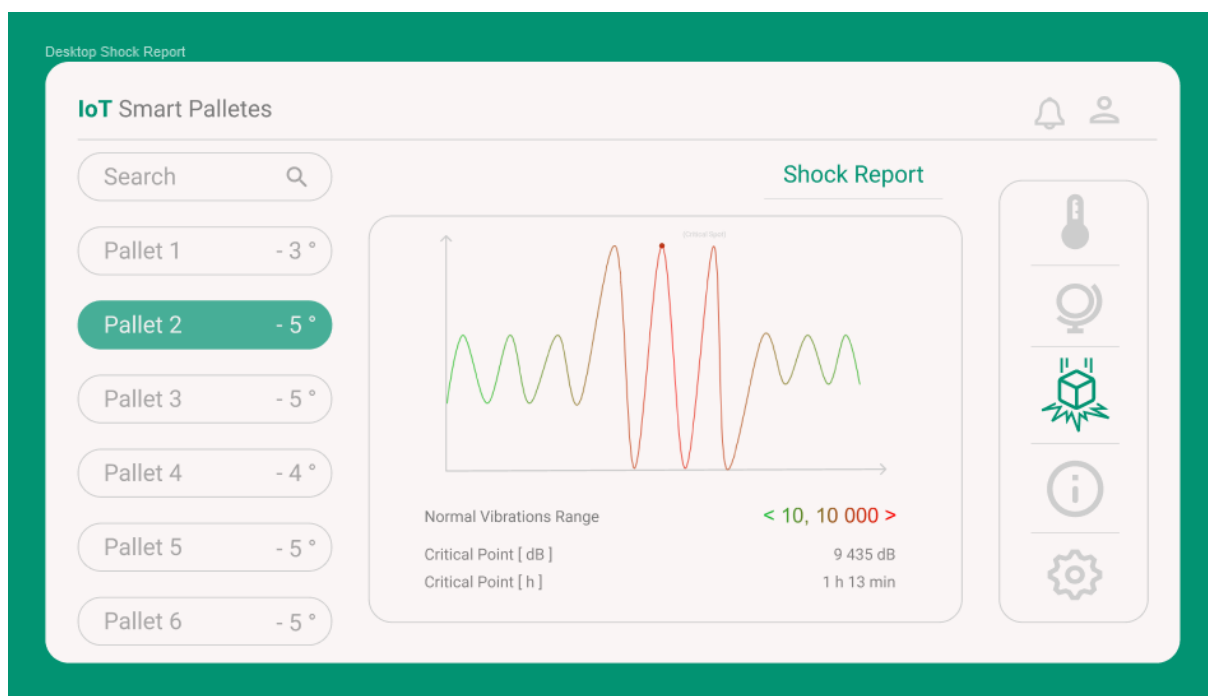 Desktop Shock Report
IoT Smart Palletes
Search
Pallet 1 - 3 °
Pallet 2 - 5 °
Pallet 3 - 5 °
Pallet 4 - 4 °
Pallet 5 - 5 °
Pallet 6 - 5 °
Shock Report
(Critical Spot)
Normal Vibrations Range < 10, 10 000 >
Critical Point [ dB ] 9 435 dB
Critical Point [ h ] 1 h 13 min